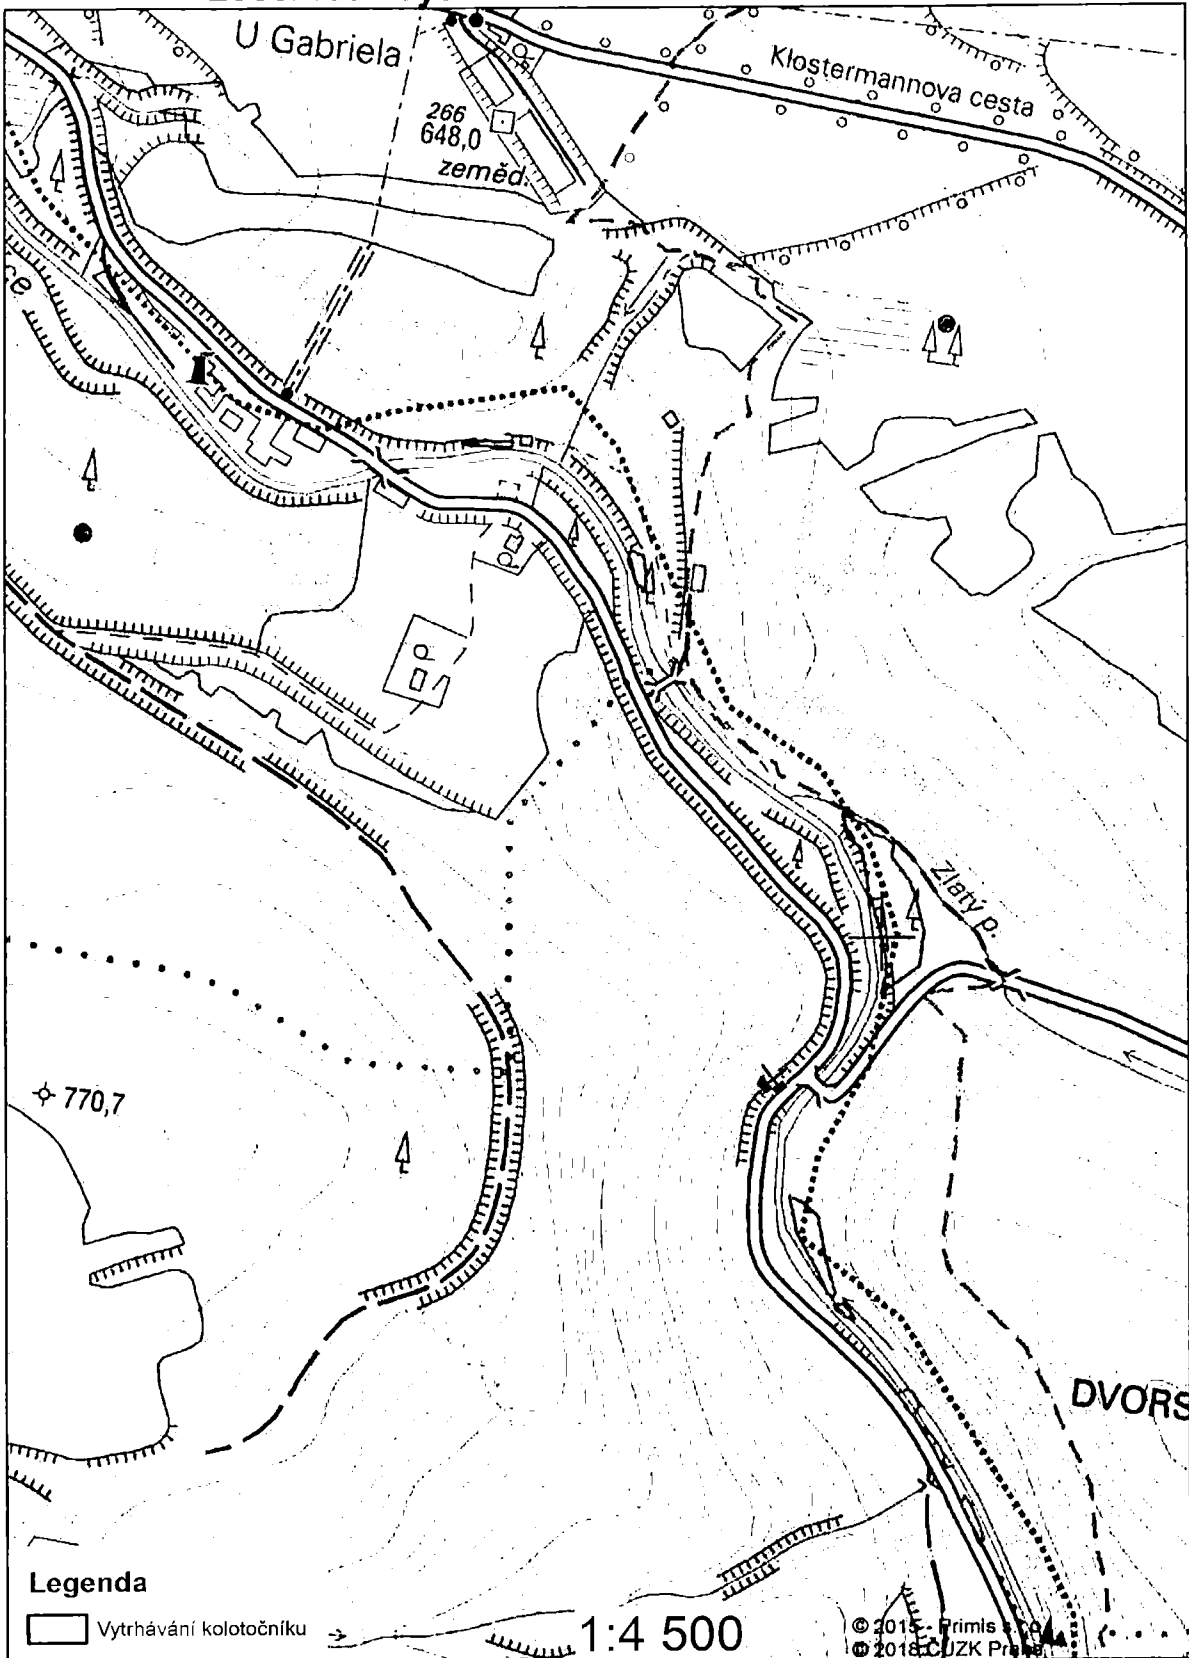 U Gabriela
Klostermannova cesta
266
648,0
zeměd.
ce
Zlatý p.
770,7
DVORS
Legenda
Vytrhávání kolotočníku
1:4 500
© 2015 - Primis s.r.o.
© 2018 ČÚZK Praha